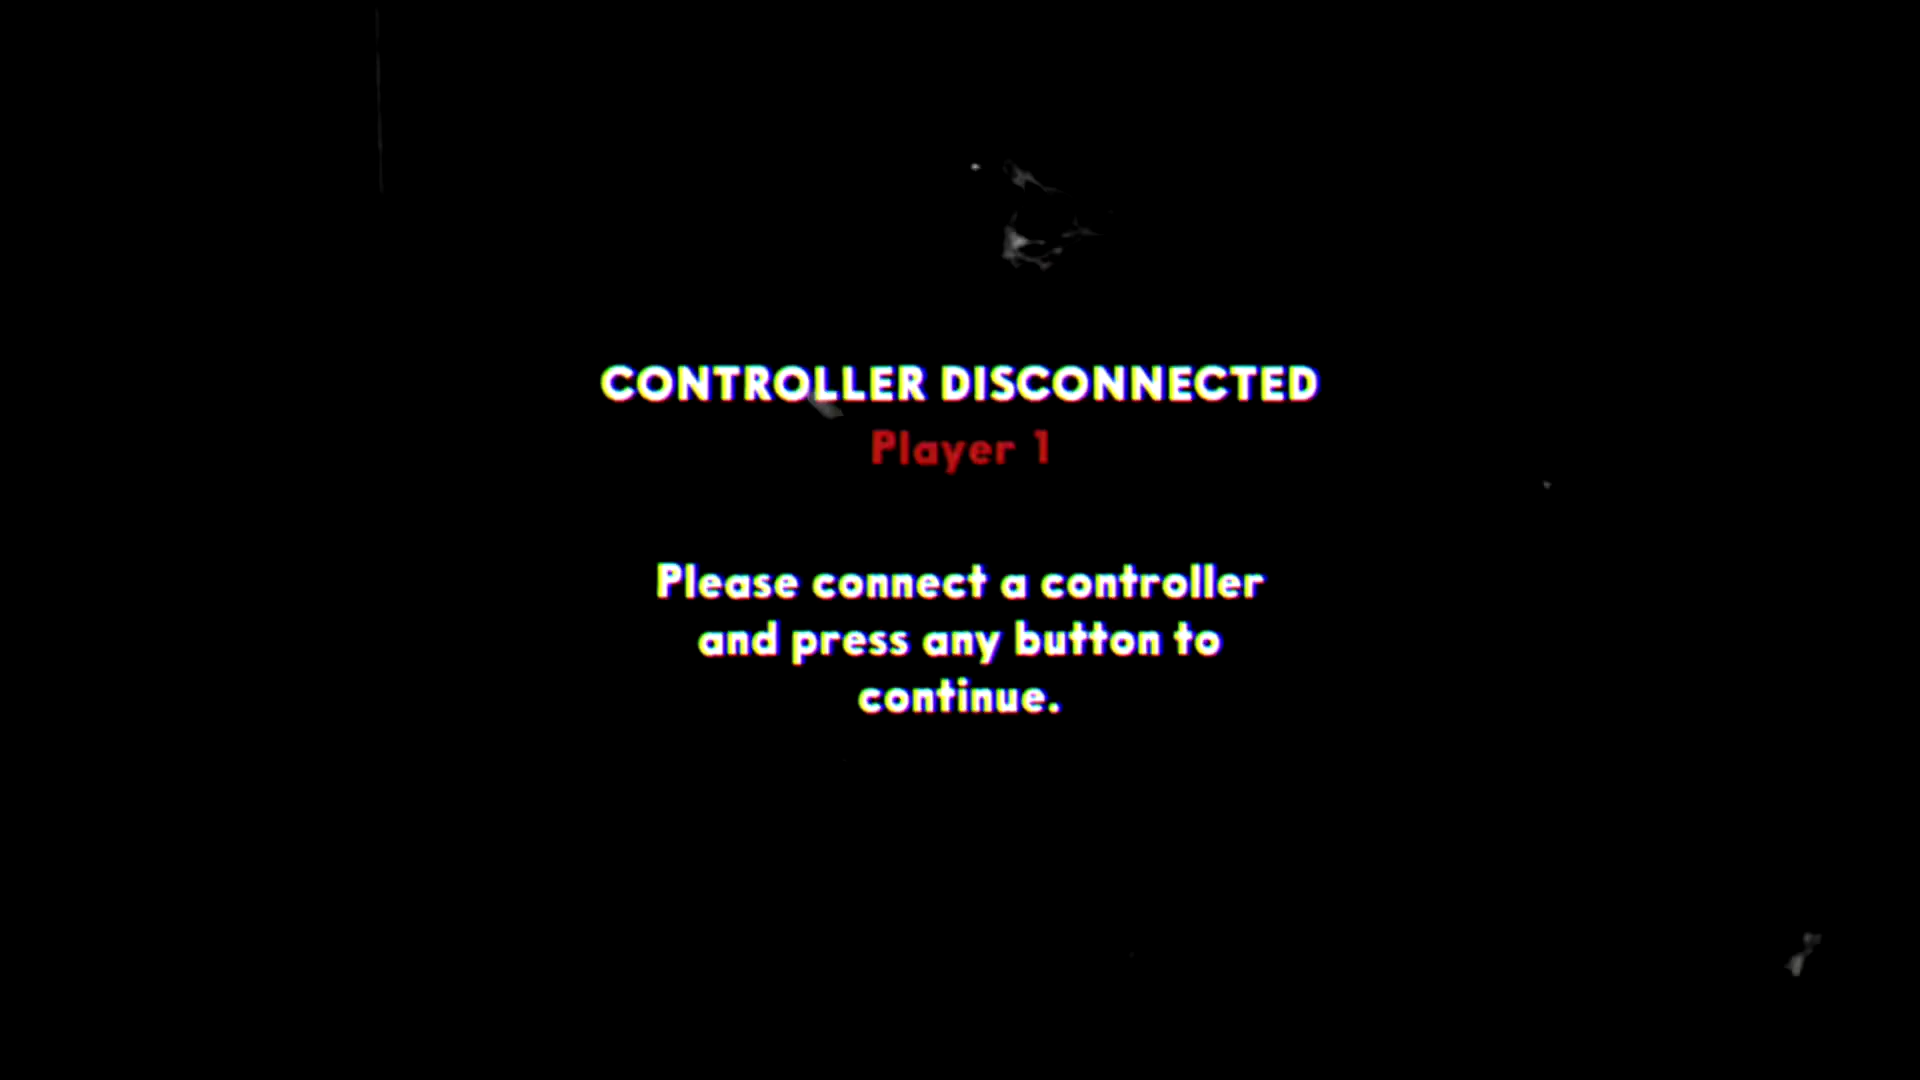 CONTROLLER DISCONNECTED
Player 1
Please connect a controller
and press any button to
continue.